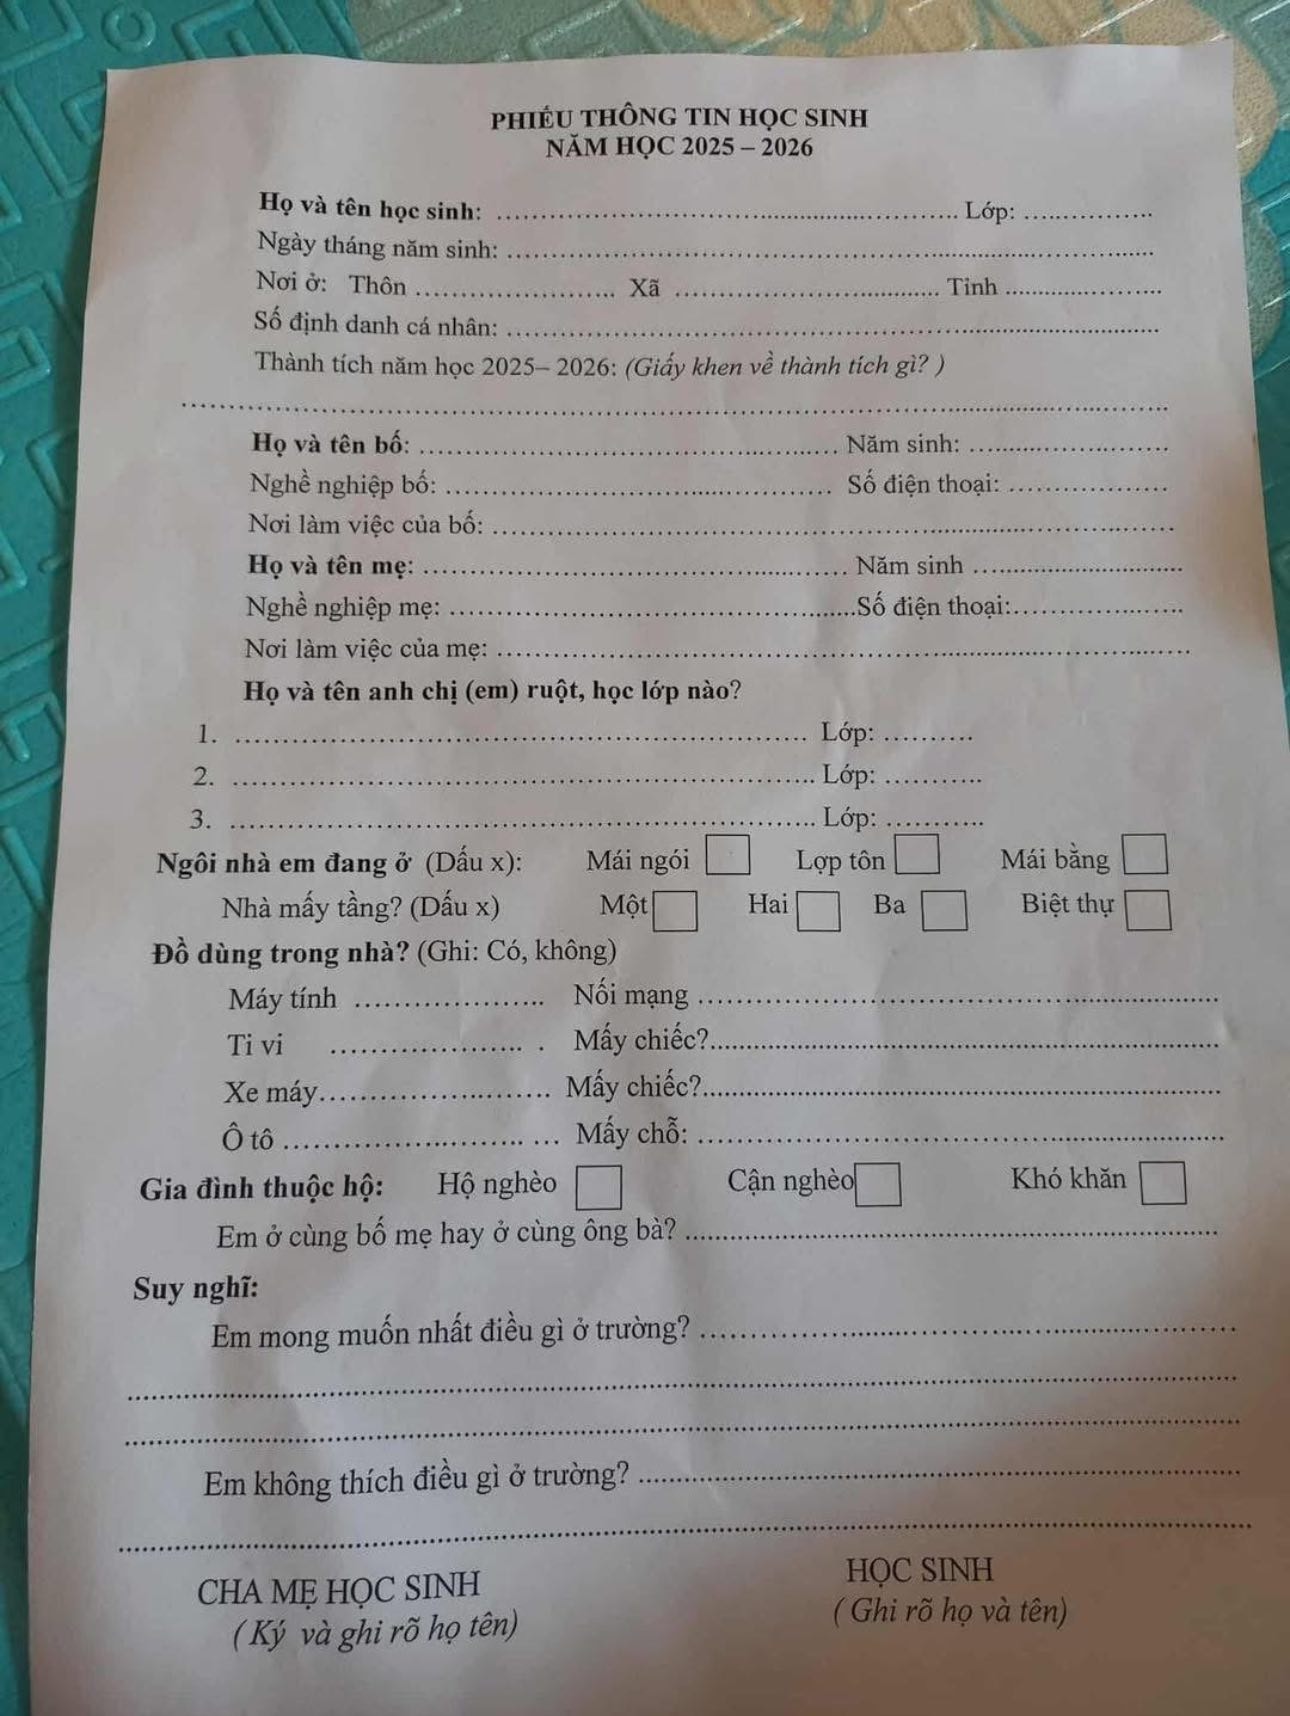 PHIẾU THÔNG TIN HỌC SINH
NĂM HỌC 2025 – 2026
Họ và tên học sinh: ........................................................ Lớp: ................
Ngày tháng năm sinh: ................................................................................
Nơi ở: Thôn ......................... Xã ................................. Tỉnh ....................
Số định danh cá nhân: ................................................................................
Thành tích năm học 2025– 2026: (Giấy khen về thành tích gì? )
................................................................................................................
Họ và tên bố: .................................................... Năm sinh: .........................
Nghề nghiệp bố: ................................................ Số điện thoại: ....................
Nơi làm việc của bố: ................................................................................
Họ và tên mẹ: .................................................... Năm sinh ..........................
Nghề nghiệp mẹ: ...................................................Số điện thoại:.....................
Nơi làm việc của mẹ: ................................................................................
Họ và tên anh chị (em) ruột, học lớp nào?
1. ........................................................................ Lớp: ...........
2. ........................................................................ Lớp: ............
3. ........................................................................ Lớp: ............
Ngôi nhà em đang ở (Dấu x): Mái ngói Lợp tôn Mái bằng
Nhà mấy tầng? (Dấu x) Một Hai Ba Biệt thự
Đồ dùng trong nhà? (Ghi: Có, không)
Máy tính ........................ Nối mạng ................................................................
Ti vi ........................ . Mấy chiếc?................................................................
Xe máy............................. Mấy chiếc?................................................................
Ô tô .............................. ... Mấy chỗ: ................................................................
Gia đình thuộc hộ: Hộ nghèo Cận nghèo Khó khăn
Em ở cùng bố mẹ hay ở cùng ông bà? ................................................................
Suy nghĩ:
Em mong muốn nhất điều gì ở trường? ................................................................
................................................................................................................
................................................................................................................
Em không thích điều gì ở trường? ................................................................
................................................................................................................
CHA MẸ HỌC SINH HỌC SINH
( Ký và ghi rõ họ tên) ( Ghi rõ họ và tên)